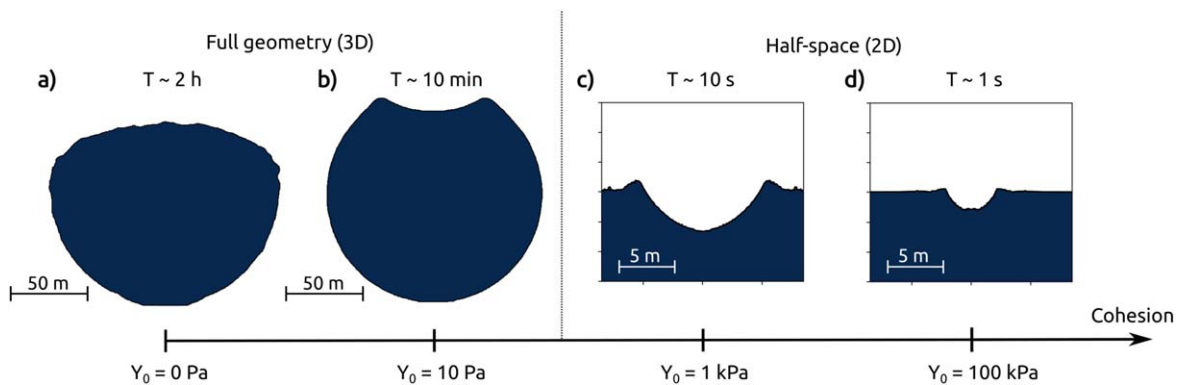 Full geometry (3D)
Half-space (2D)
a) T ~ 2 h
b) T ~ 10 min
c) T ~ 10 s
d) T ~ 1 s
50 m
50 m
5 m
5 m
Cohesion
Y₀ = 0 Pa
Y₀ = 10 Pa
Y₀ = 1 kPa
Y₀ = 100 kPa